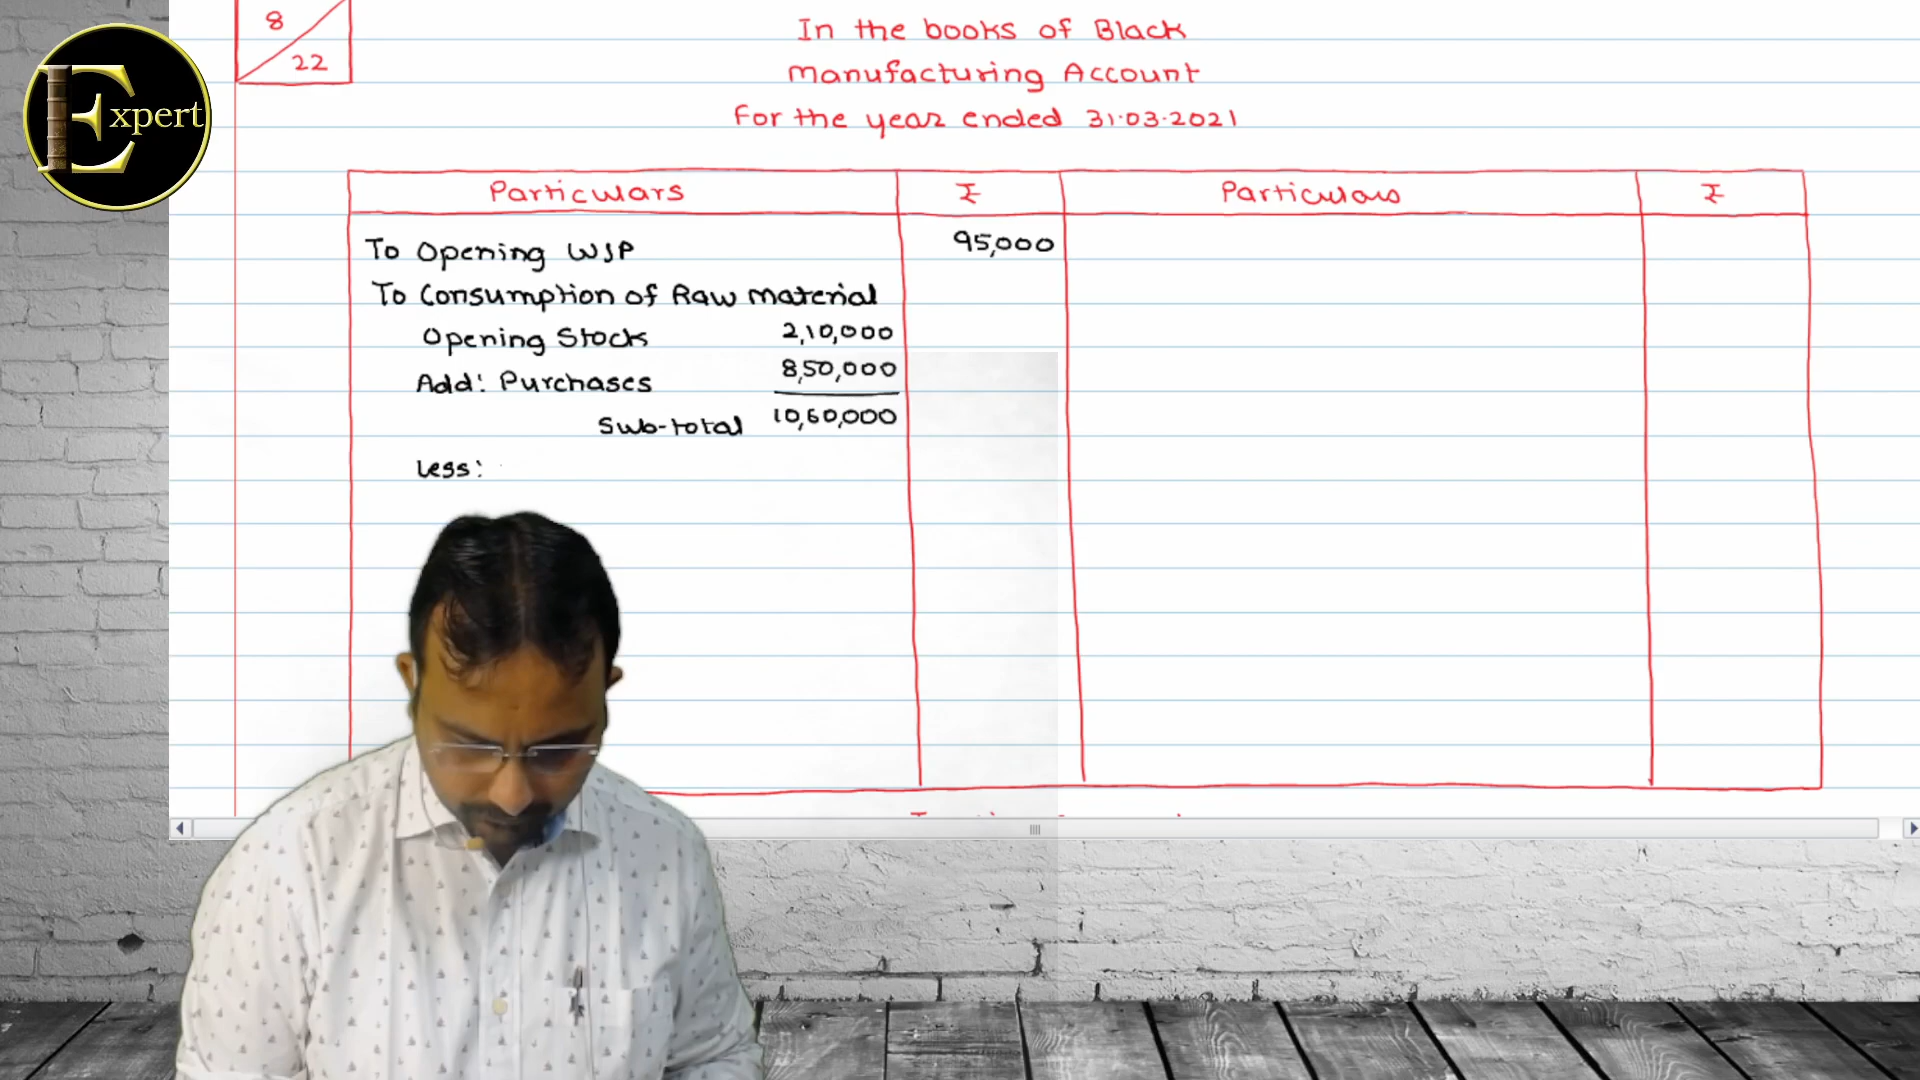 8
22
Expert
In the books of Black
Manufacturing Account
For the year ended 31.03.2021
Particulars ₹ Particulars ₹
To Opening WIP 95,000
To Consumption of Raw material
Opening Stock 2,10,000
Add: Purchases 8,50,000
Sub-total 10,60,000
Less: